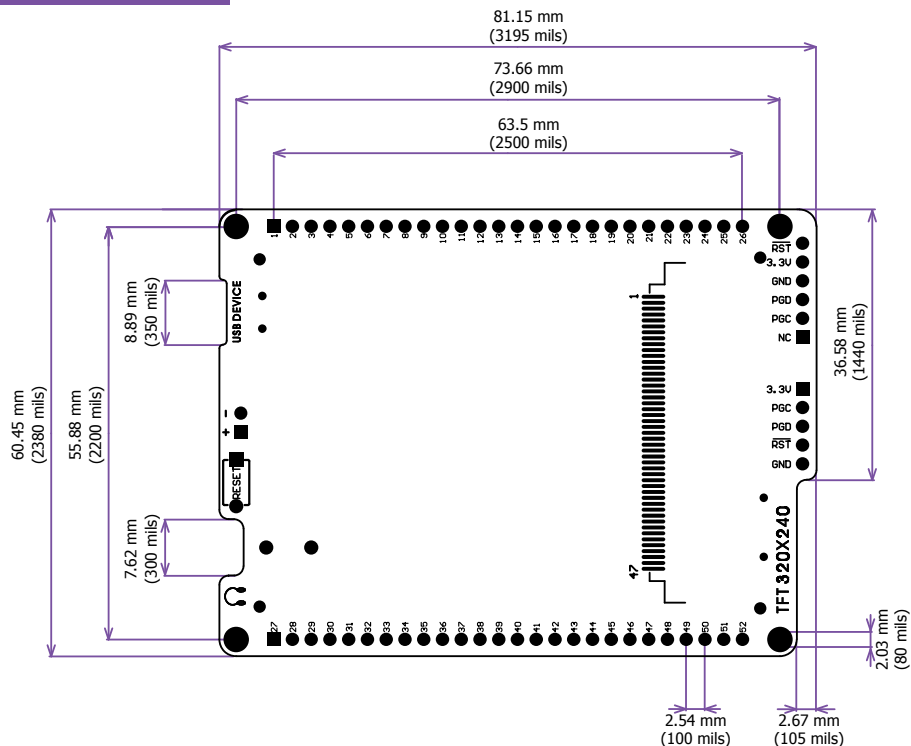 81.15 mm
(3195 mils)
73.66 mm
(2900 mils)
63.5 mm
(2500 mils)
1 2 3 4 5 6 7 8 9 10 11 12 13 14 15 16 17 18 19 20 21 22 23 24 25 26
RST
3.3V
GND
PGD
PGC
NC
3.3V
PGC
PGD
RST
GND
USB DEVICE
8.89 mm
(350 mils)
60.45 mm
(2380 mils)
55.88 mm
(2200 mils)
36.58 mm
(1440 mils)
1
47
- +
RESET
7.62 mm
(300 mils)
TFT320X240
27 28 29 30 31 32 33 34 35 36 37 38 39 40 41 42 43 44 45 46 47 48 49 50 51 52
2.03 mm
(80 mils)
2.54 mm
(100 mils)
2.67 mm
(105 mils)